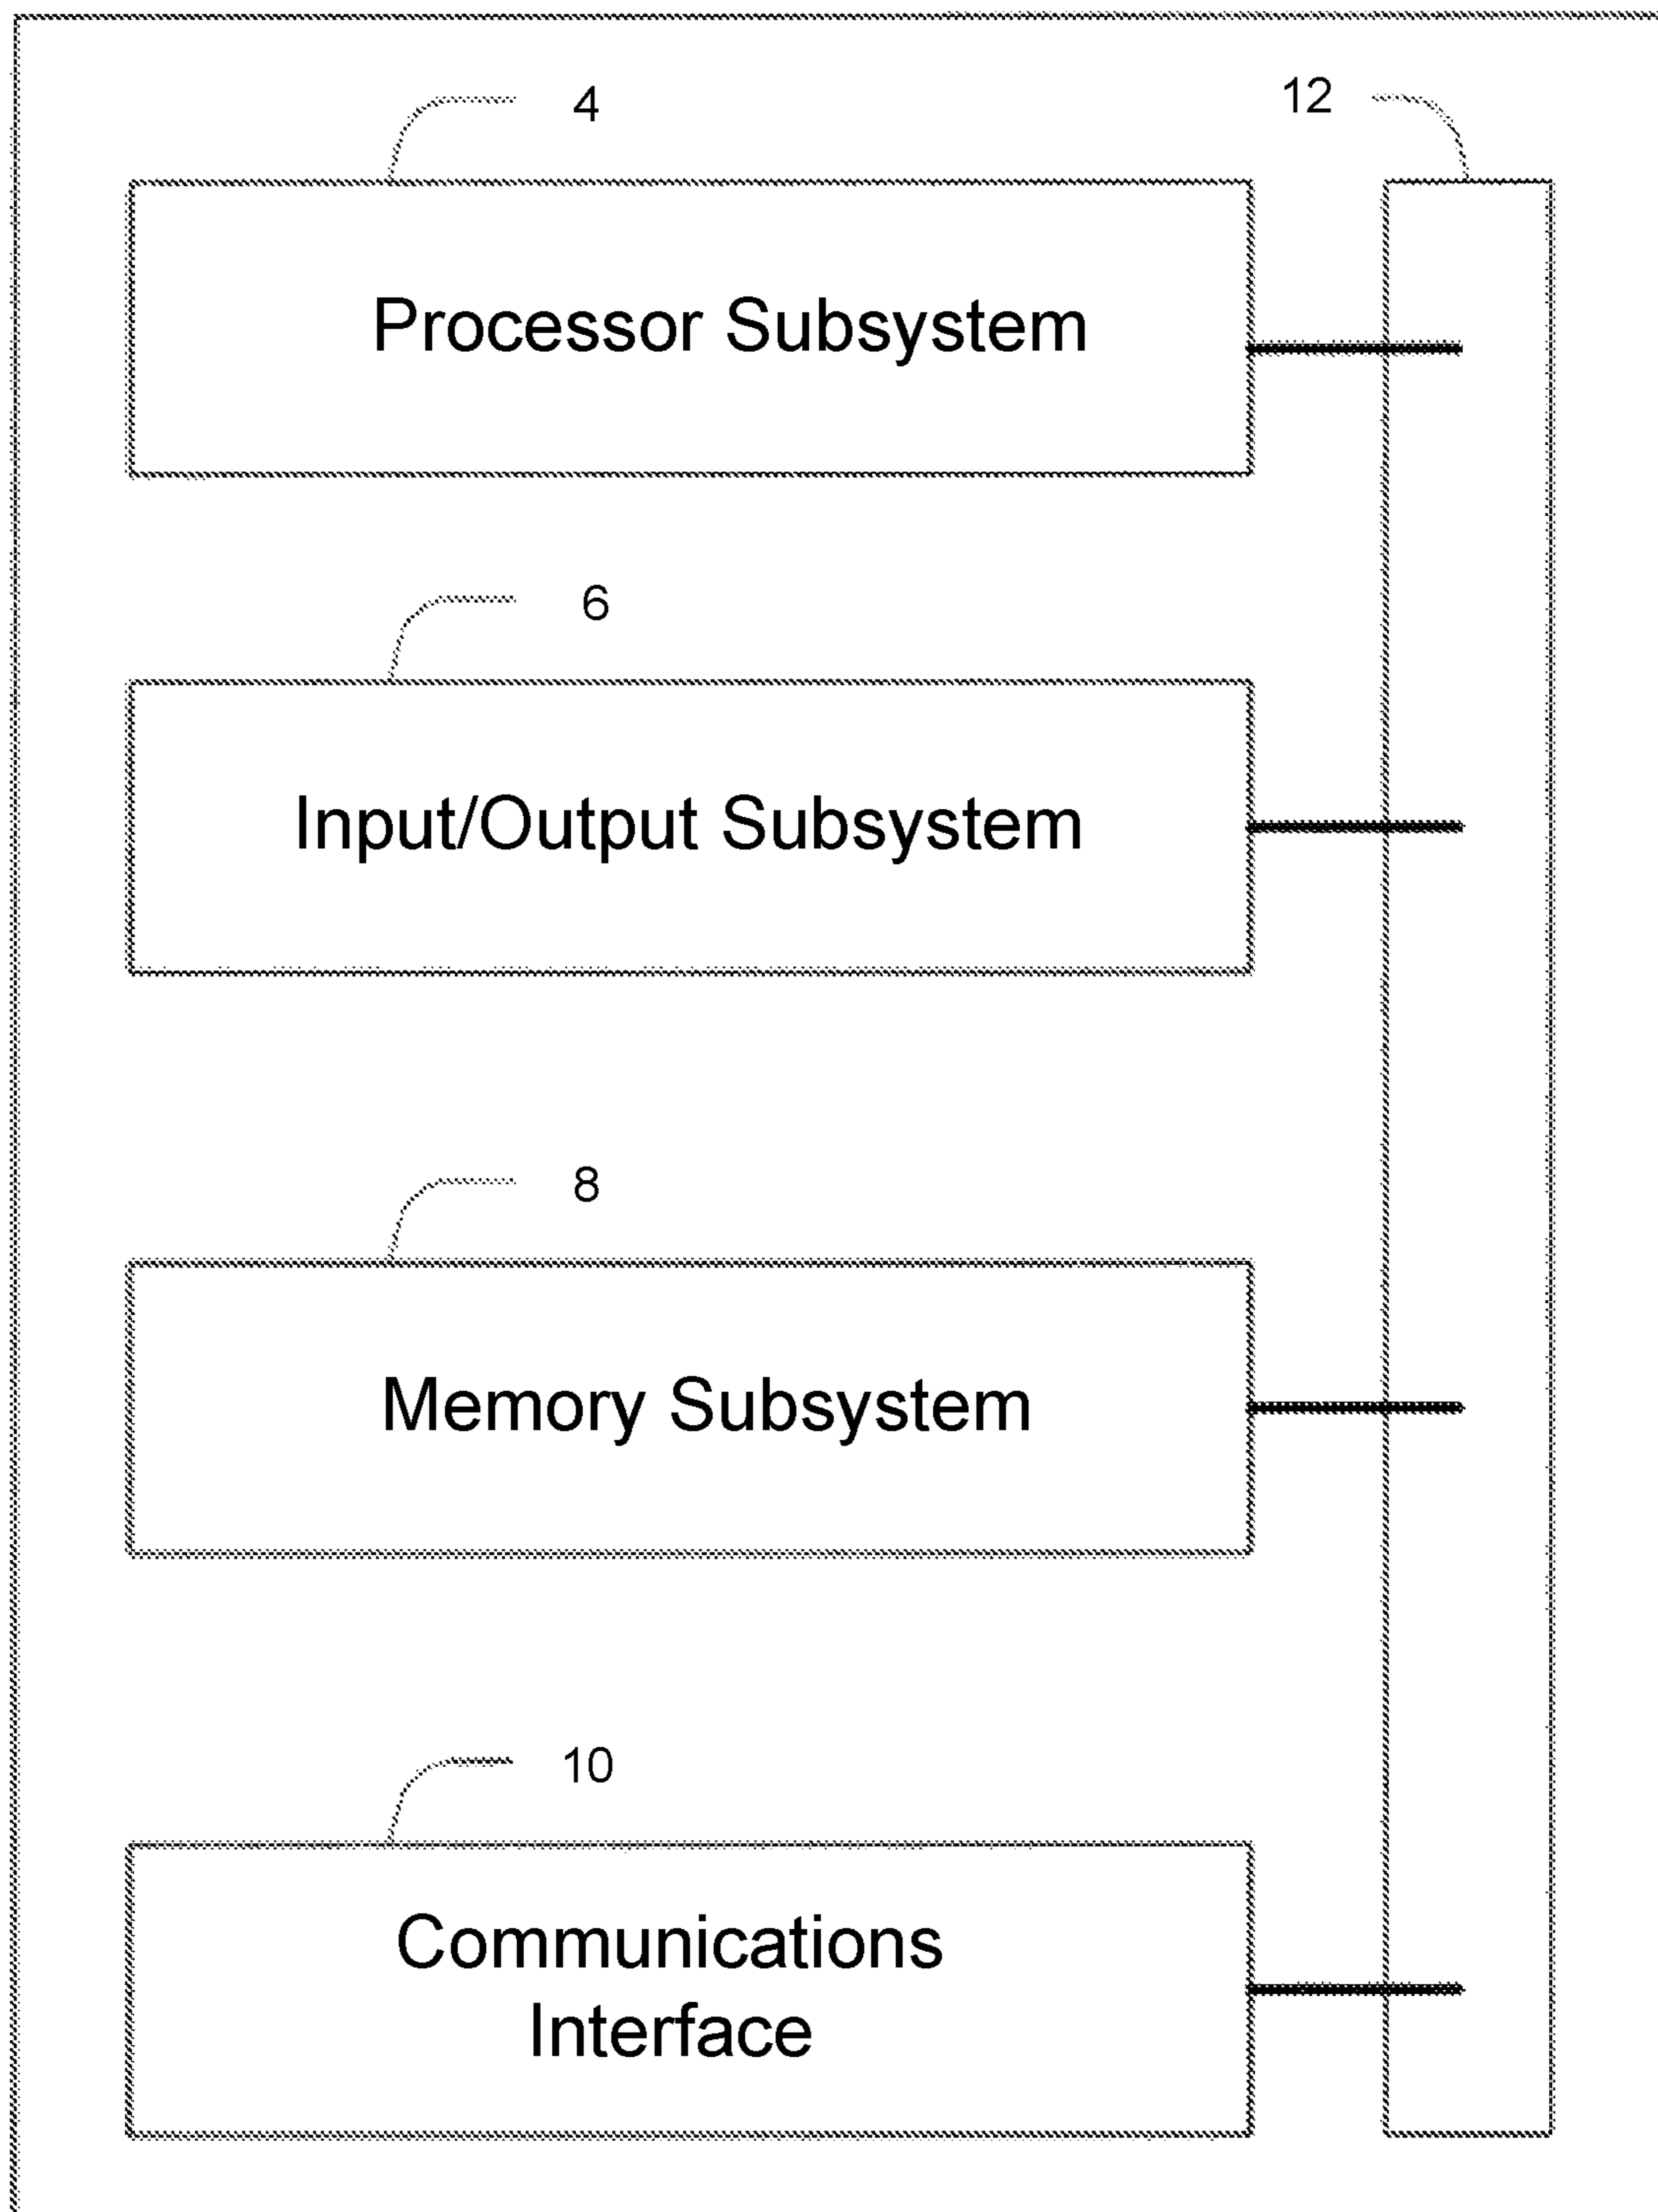 4
12
Processor Subsystem
6
Input/Output Subsystem
8
Memory Subsystem
10
Communications
Interface